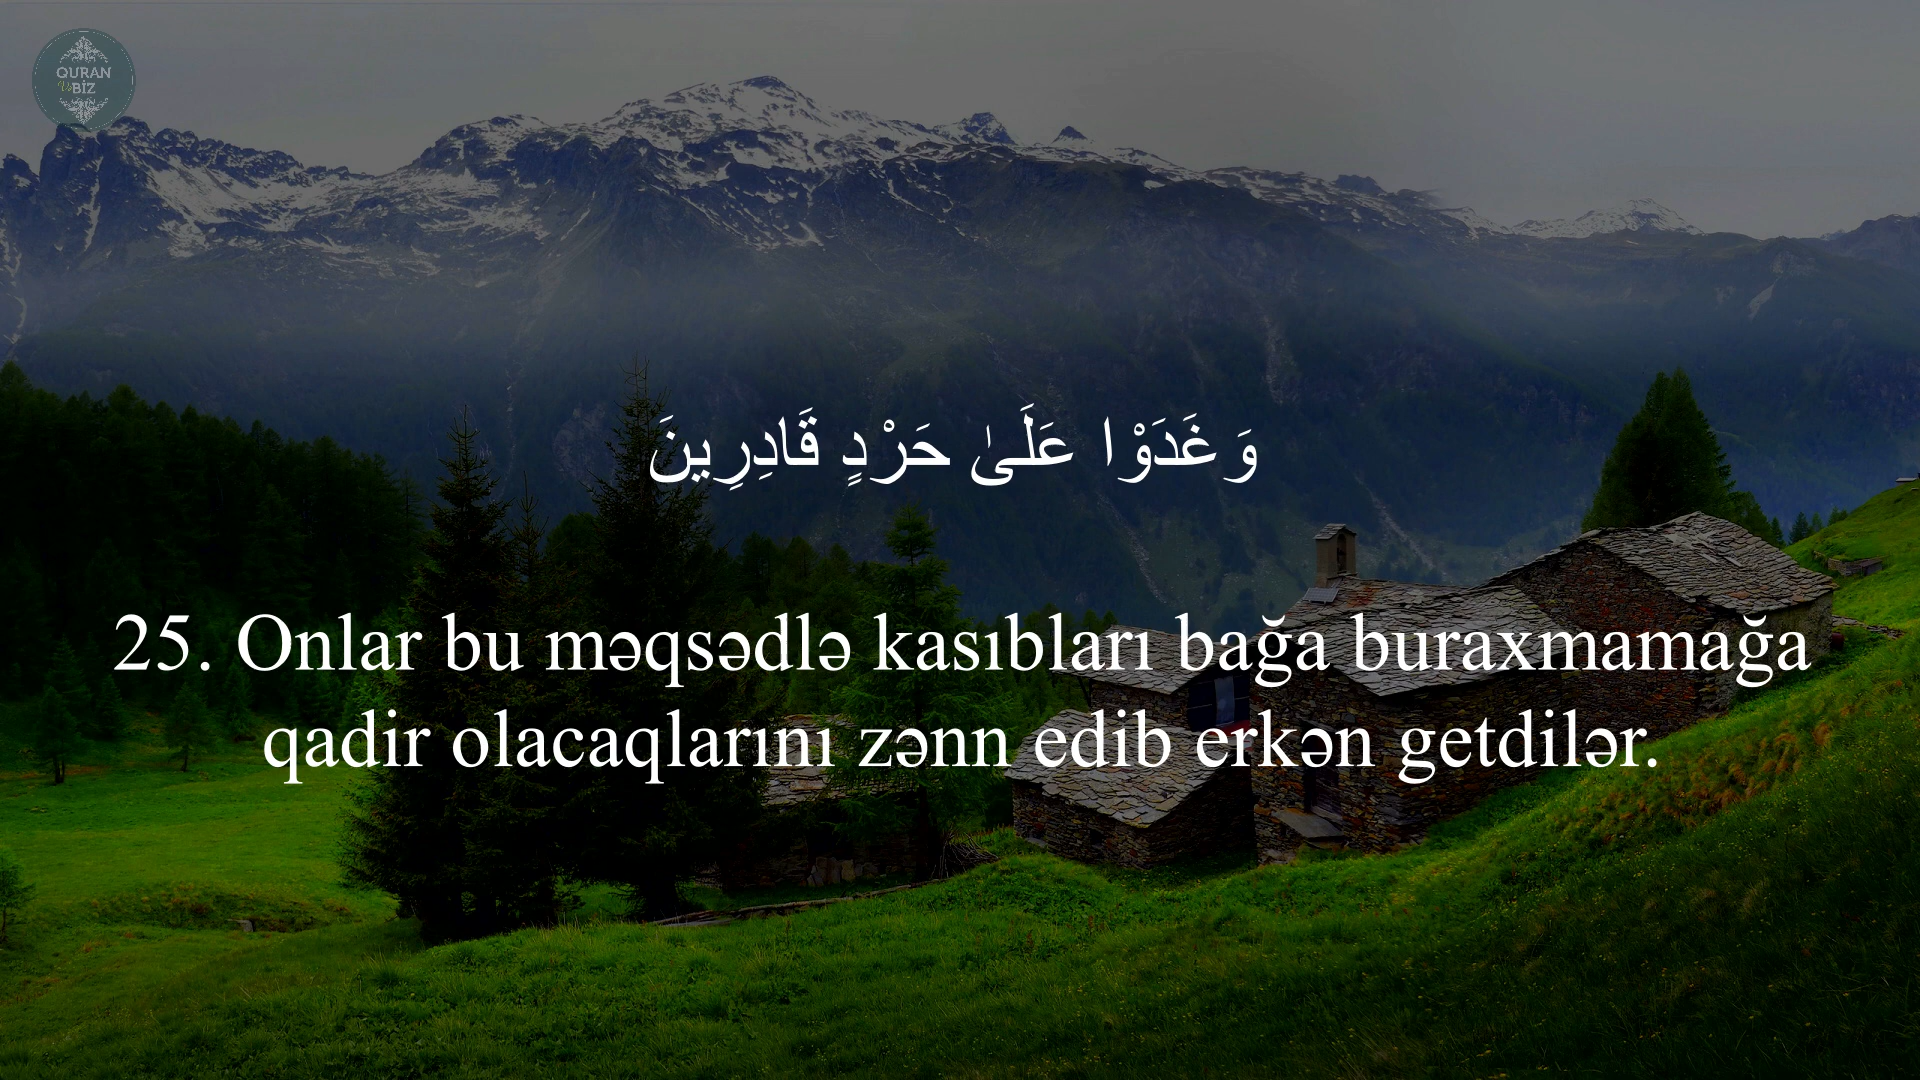 QURAN
Və BİZ
وَغَدَوْا عَلَىٰ حَرْدٍ قَادِرِينَ
25. Onlar bu məqsədlə kasıbları bağa buraxmamağa
qadir olacaqlarını zənn edib erkən getdilər.